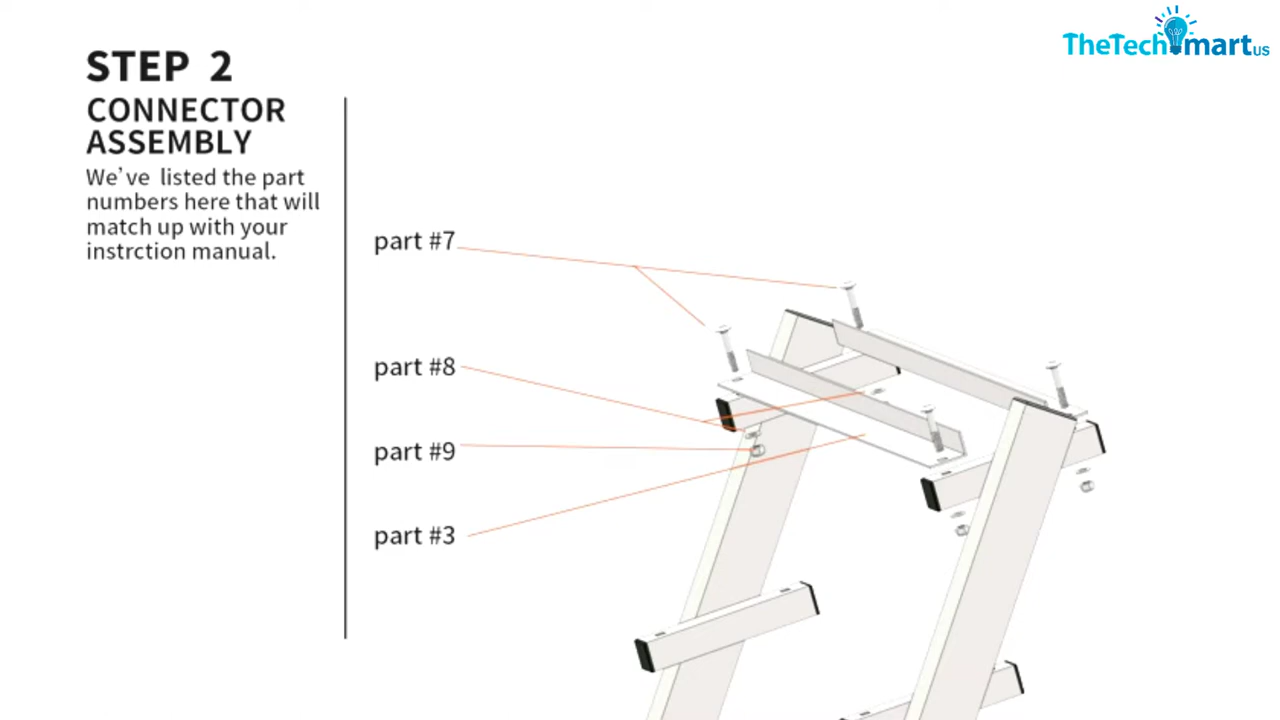 TheTechmartUS
STEP 2
CONNECTOR
ASSEMBLY
We've listed the part
numbers here that will
match up with your
instrction manual.
part #7
part #8
part #9
part #3